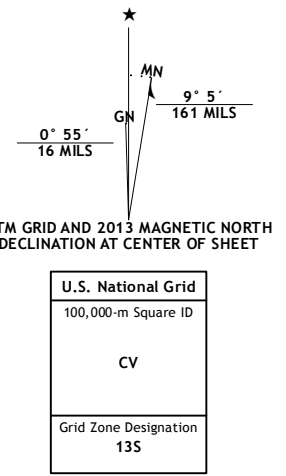 ★
MN
GN
9° 5´
161 MILS
0° 55´
16 MILS
TM GRID AND 2013 MAGNETIC NORTH
DECLINATION AT CENTER OF SHEET
U.S. National Grid
100,000-m Square ID
CV
Grid Zone Designation
13S